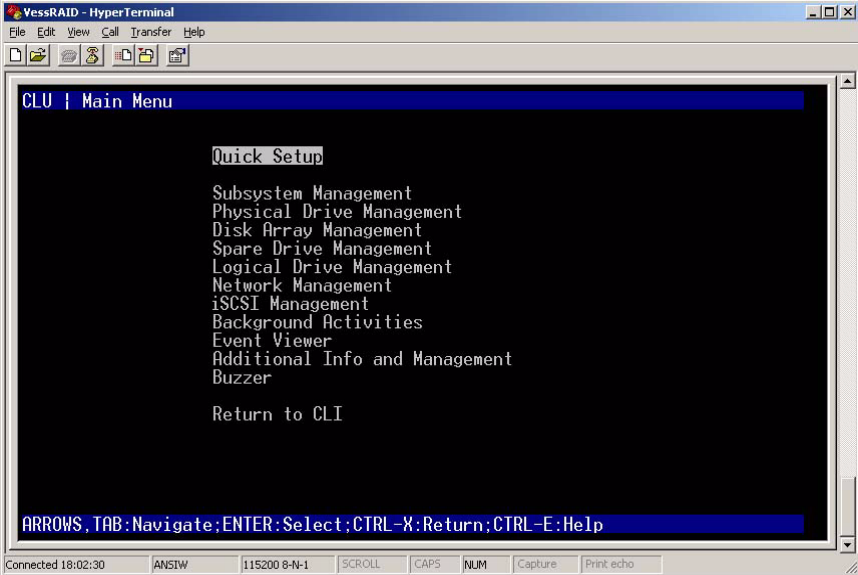 VessRAID - HyperTerminal
File Edit View Call Transfer Help
CLU ¦ Main Menu
Quick Setup
Subsystem Management
Physical Drive Management
Disk Array Management
Spare Drive Management
Logical Drive Management
Network Management
iSCSI Management
Background Activities
Event Viewer
Additional Info and Management
Buzzer
Return to CLI
ARROWS,TAB:Navigate;ENTER:Select;CTRL-X:Return;CTRL-E:Help
Connected 18:02:30 ANSIW 115200 8-N-1 SCROLL CAPS NUM Capture Print echo